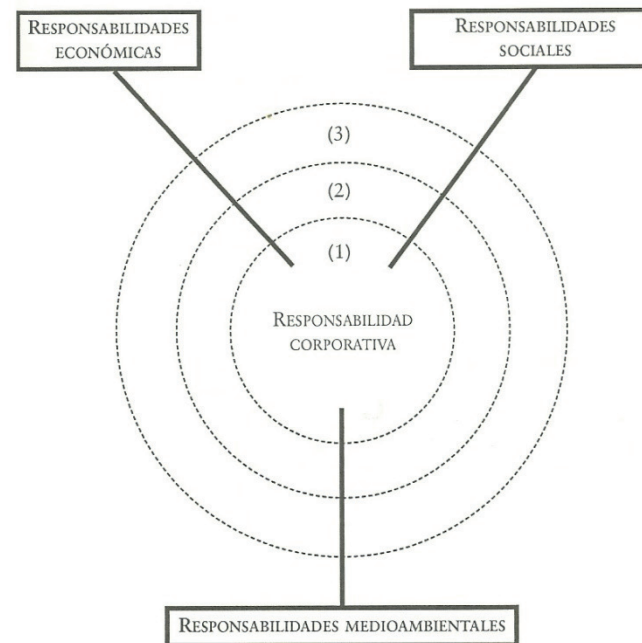 RESPONSABILIDADES
ECONÓMICAS
RESPONSABILIDADES
SOCIALES
(3)
(2)
(1)
RESPONSABILIDAD
CORPORATIVA
RESPONSABILIDADES MEDIOAMBIENTALES